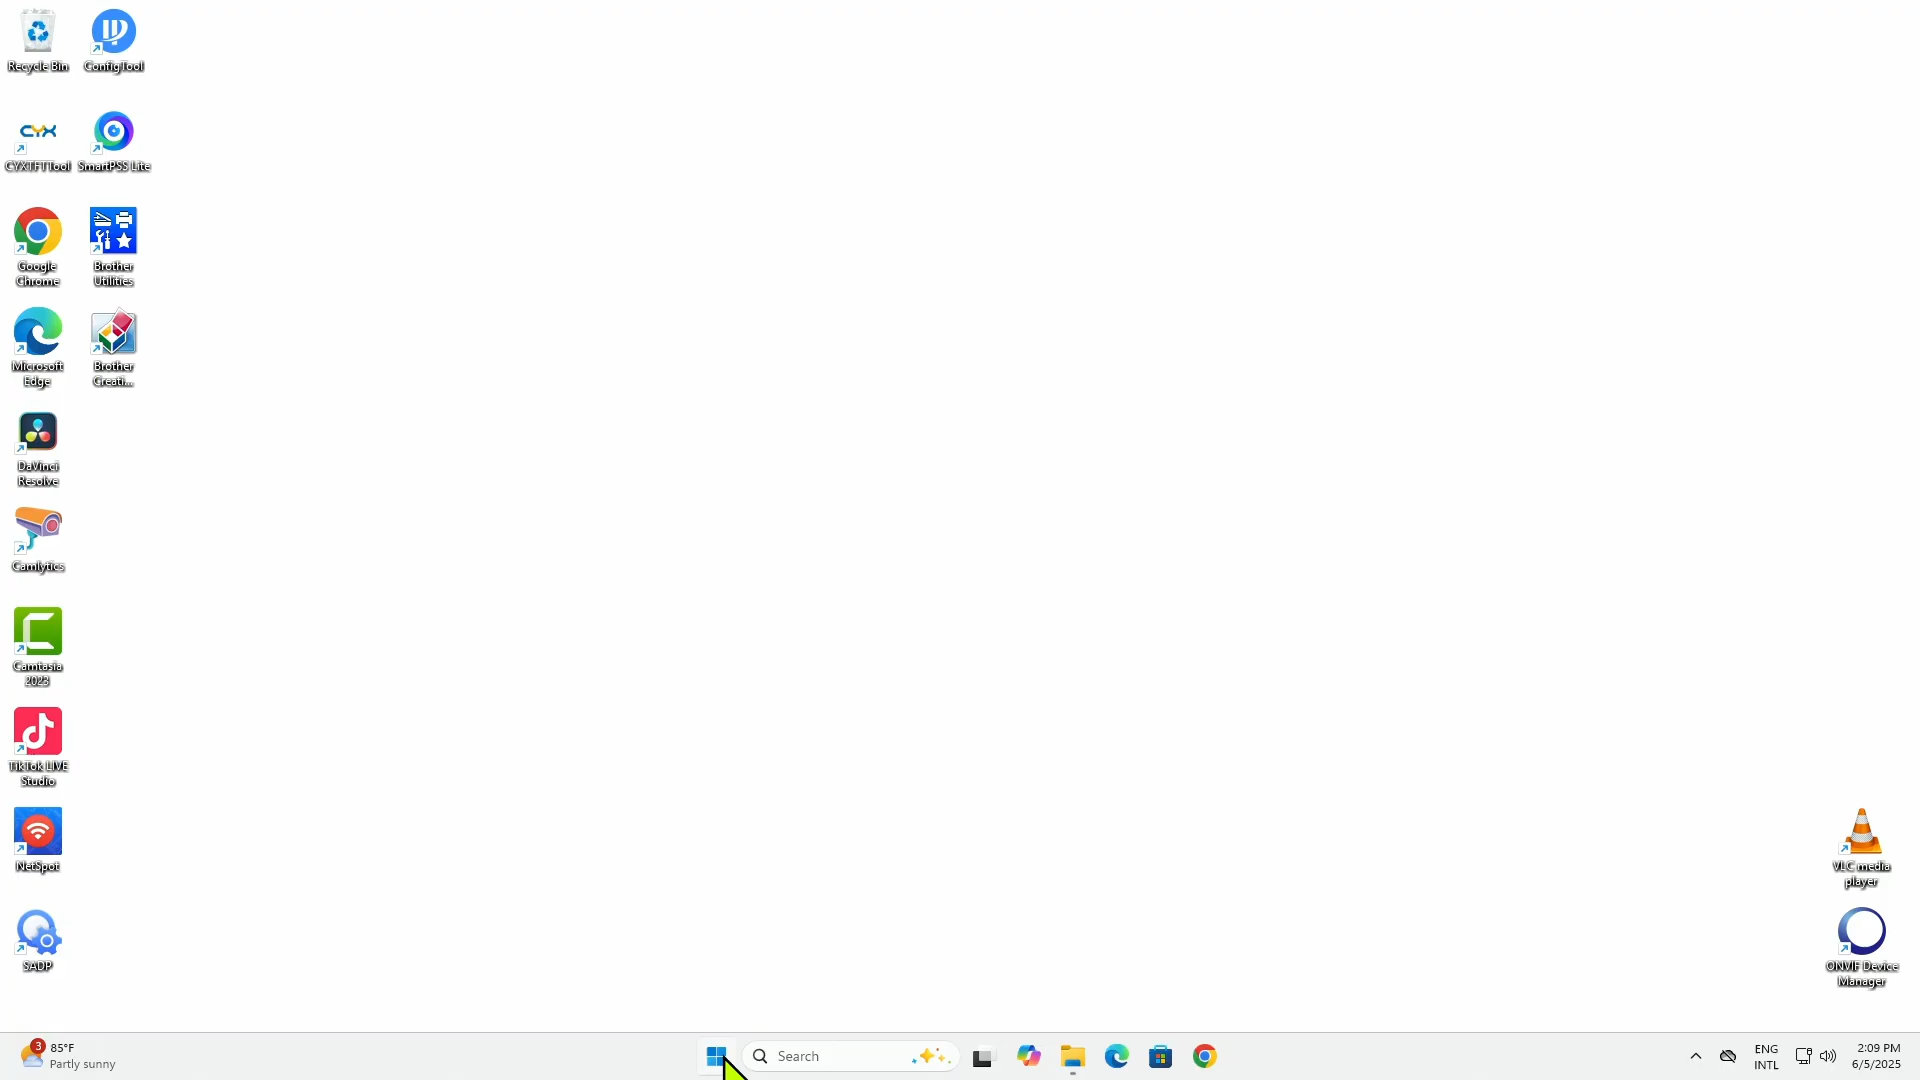 Recycle Bin
ConfigTool
CYX
CYXTFTTool
SmartPSS Lite
Google
Chrome
Brother
Utilities
Microsoft
Edge
Brother
Creati...
DaVinci
Resolve
Camlytics
Camtasia
2023
TikTok LIVE
Studio
NetSpot
SADP
VLC media
player
ONVIF Device
Manager
3
85°F
Partly sunny
Search
ENG
INTL
2:09 PM
6/5/2025